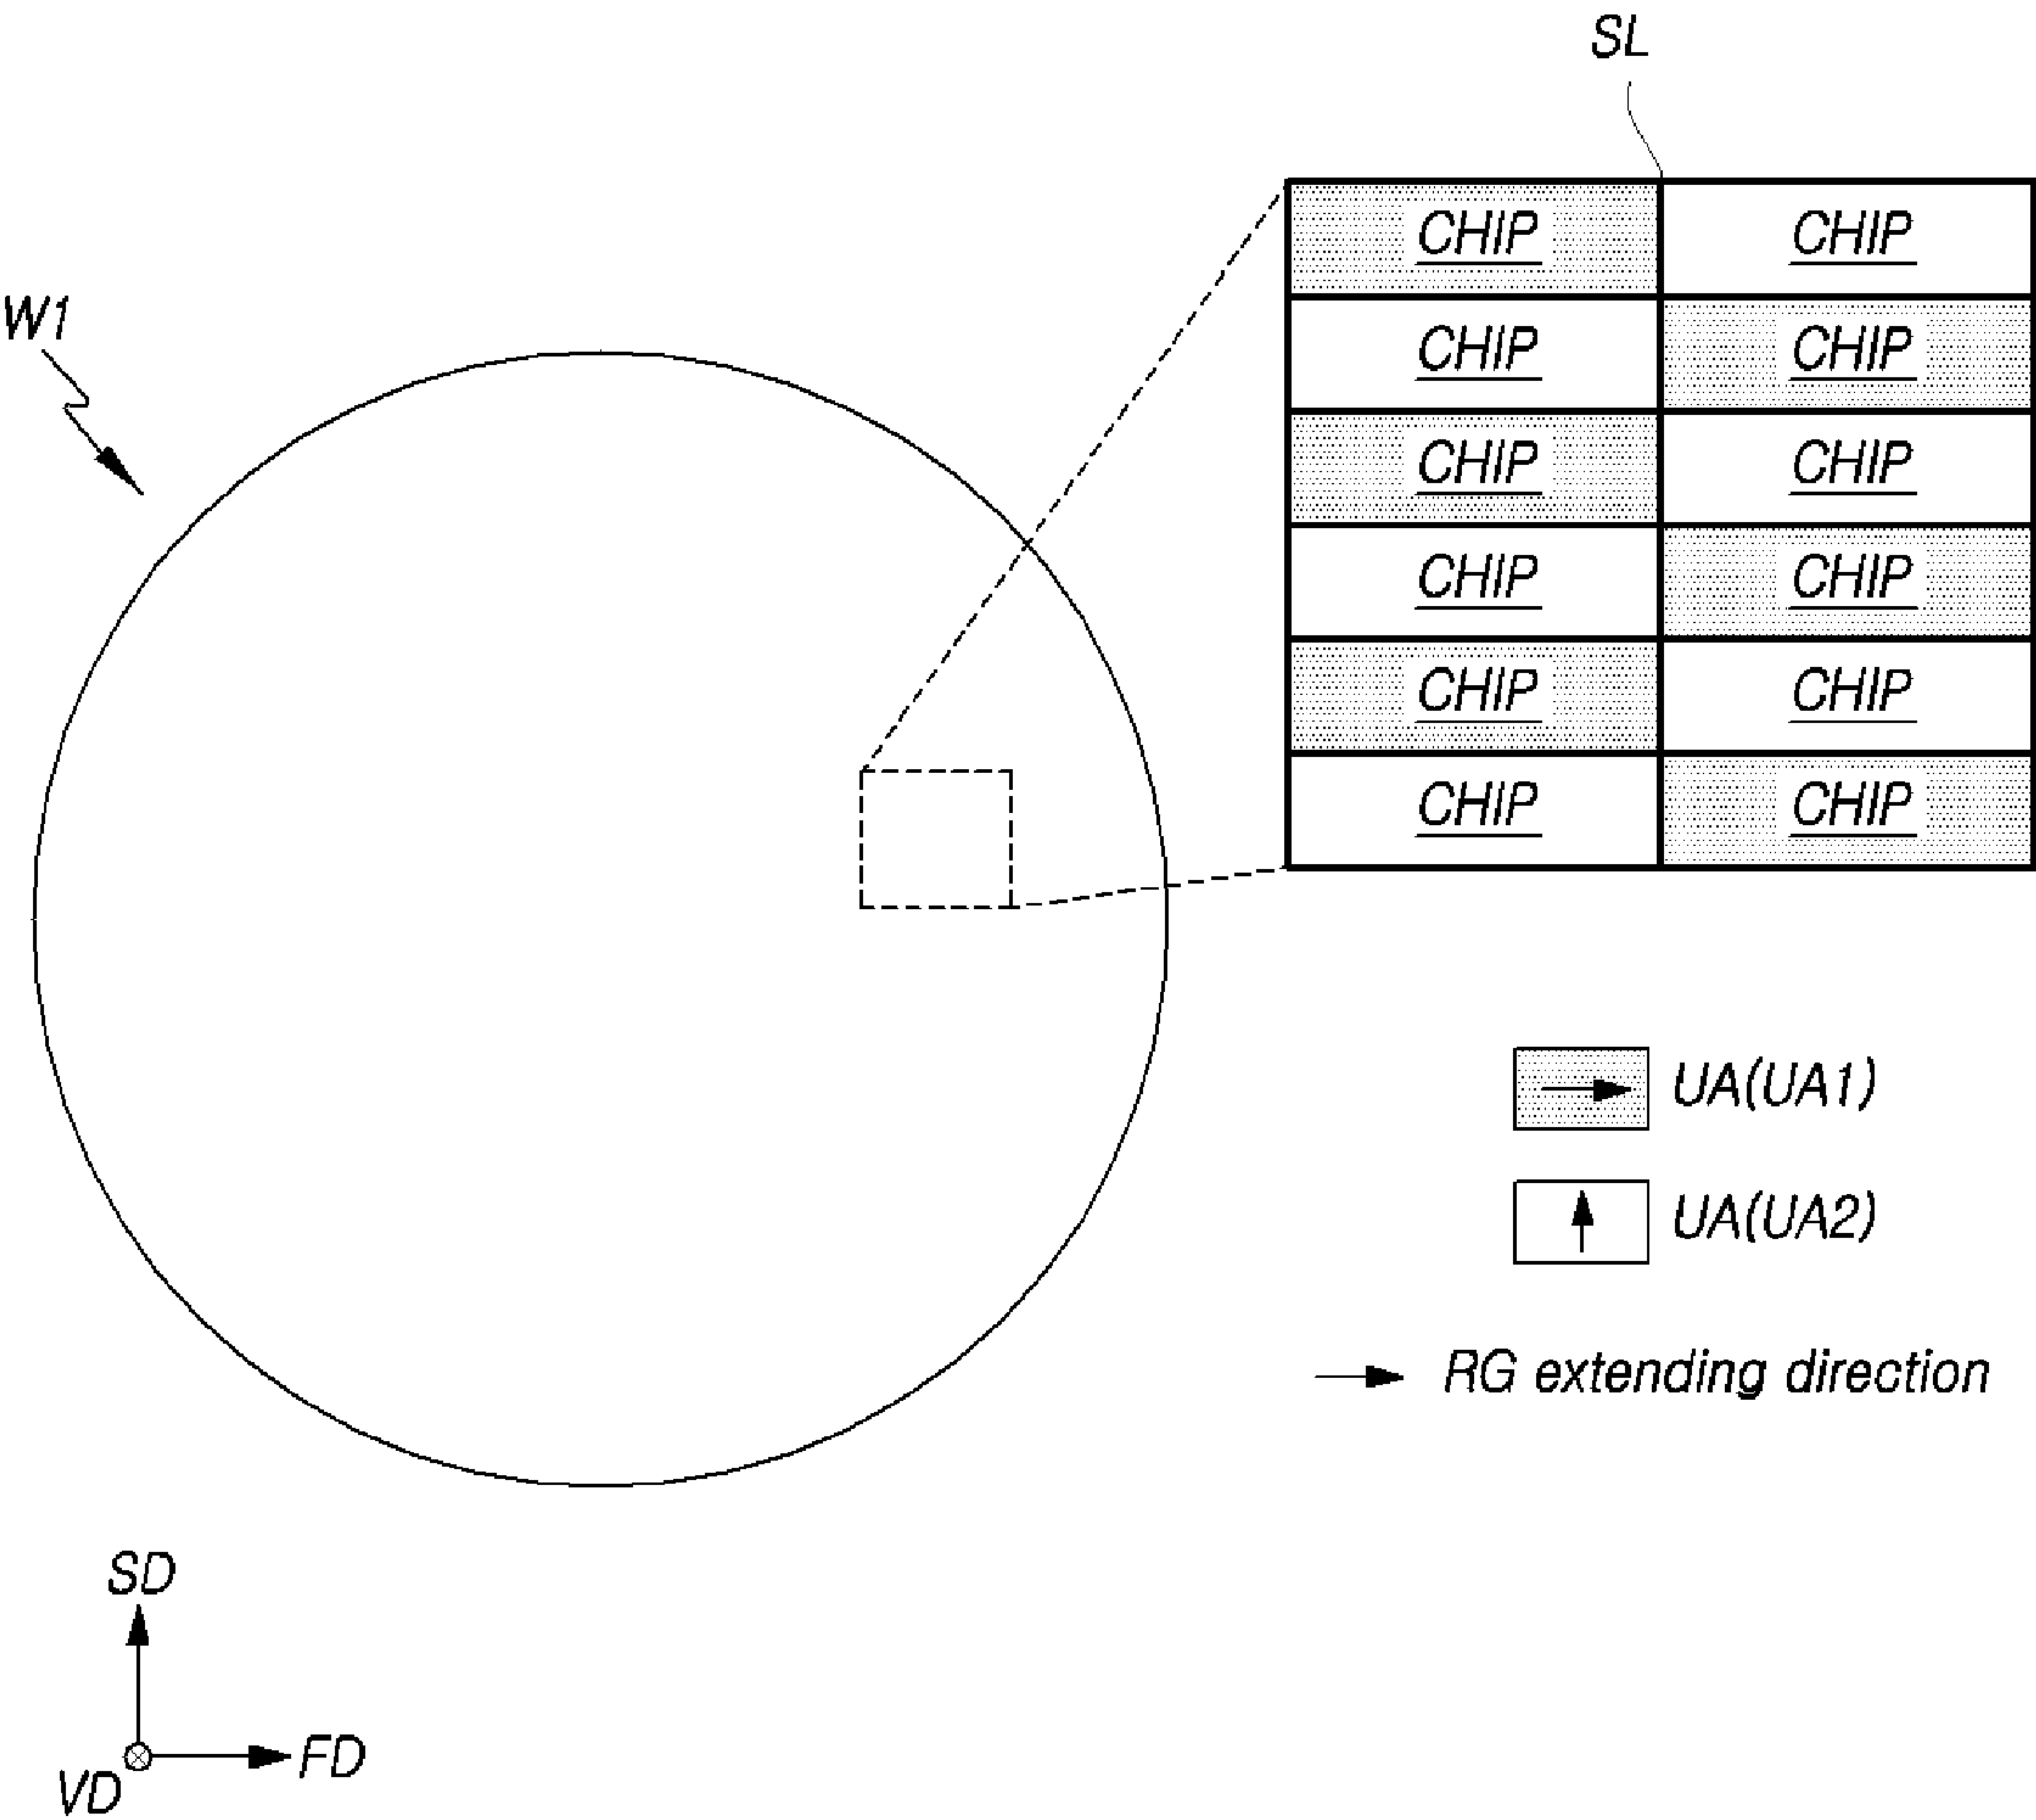 SL
W1
CHIP CHIP
CHIP CHIP
CHIP CHIP
CHIP CHIP
CHIP CHIP
CHIP CHIP
UA(UA1)
UA(UA2)
RG extending direction
SD
FD
VD